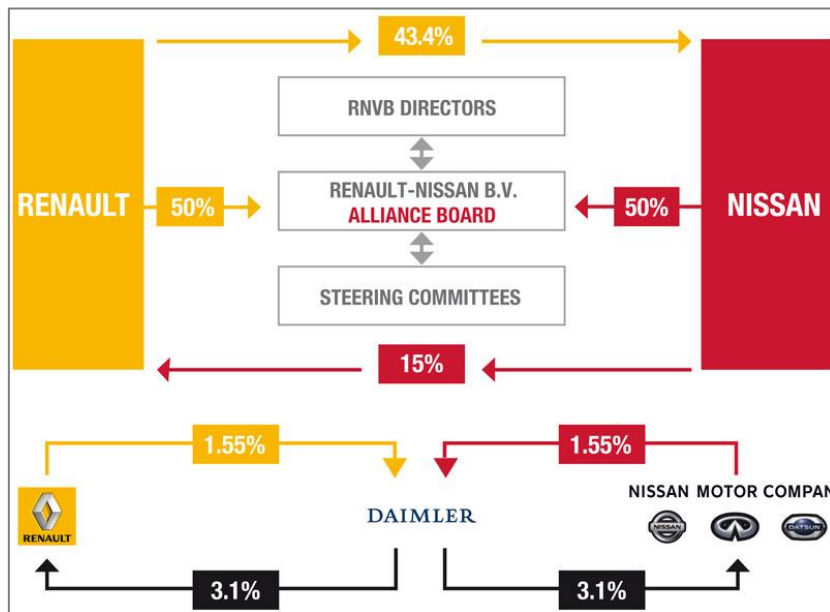 43.4%
RNVB DIRECTORS
RENAULT
50%
RENAULT-NISSAN B.V.
ALLIANCE BOARD
50%
NISSAN
STEERING COMMITTEES
15%
1.55%
1.55%
RENAULT
DAIMLER
NISSAN MOTOR COMPAN
NISSAN
DATSUN
3.1%
3.1%